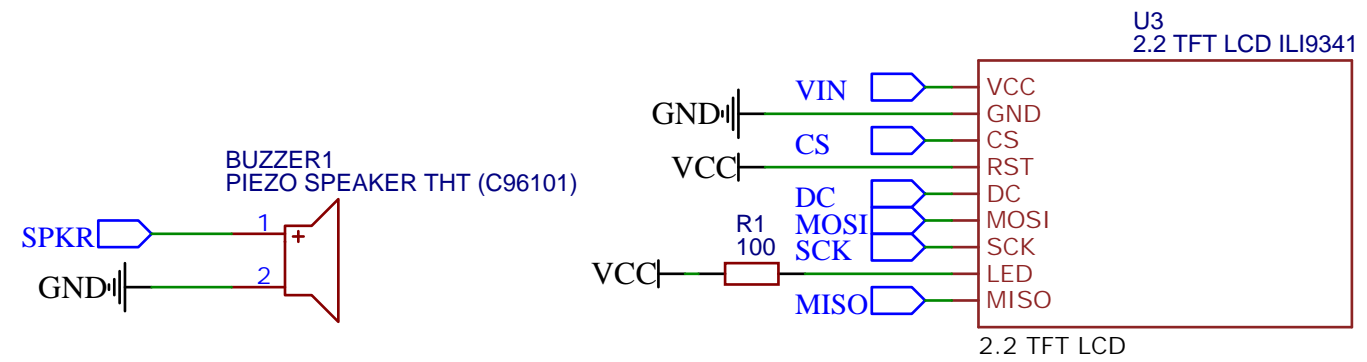 BUZZER1
PIEZO SPEAKER THT (C96101)
SPKR
1
+
GND
2
U3
2.2 TFT LCD ILI9341
VIN
VCC
GND
GND
CS
CS
VCC
RST
DC
DC
MOSI
MOSI
R1
100
SCK
SCK
VCC
LED
MISO
MISO
2.2 TFT LCD